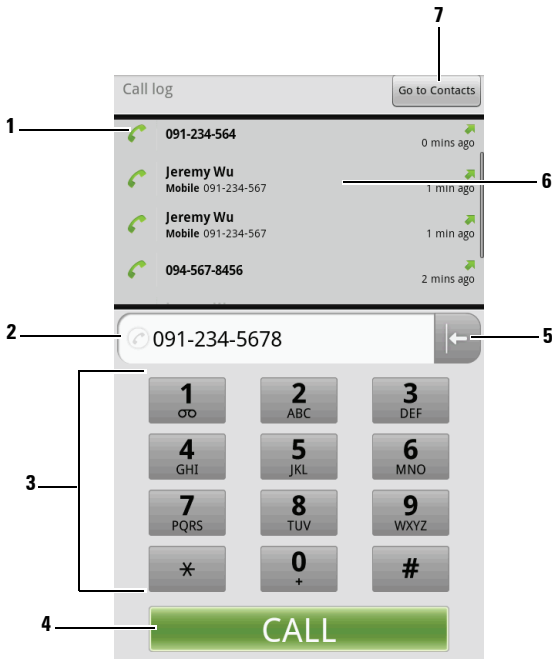 7
Call log
Go to Contacts
1
091-234-564
0 mins ago
Jeremy Wu
Mobile 091-234-567
1 min ago
6
Jeremy Wu
Mobile 091-234-567
1 min ago
094-567-8456
2 mins ago
2
091-234-5678
5
3
1
2
ABC
3
DEF
4
GHI
5
JKL
6
MNO
7
PQRS
8
TUV
9
WXYZ
*
0
+
#
4
CALL